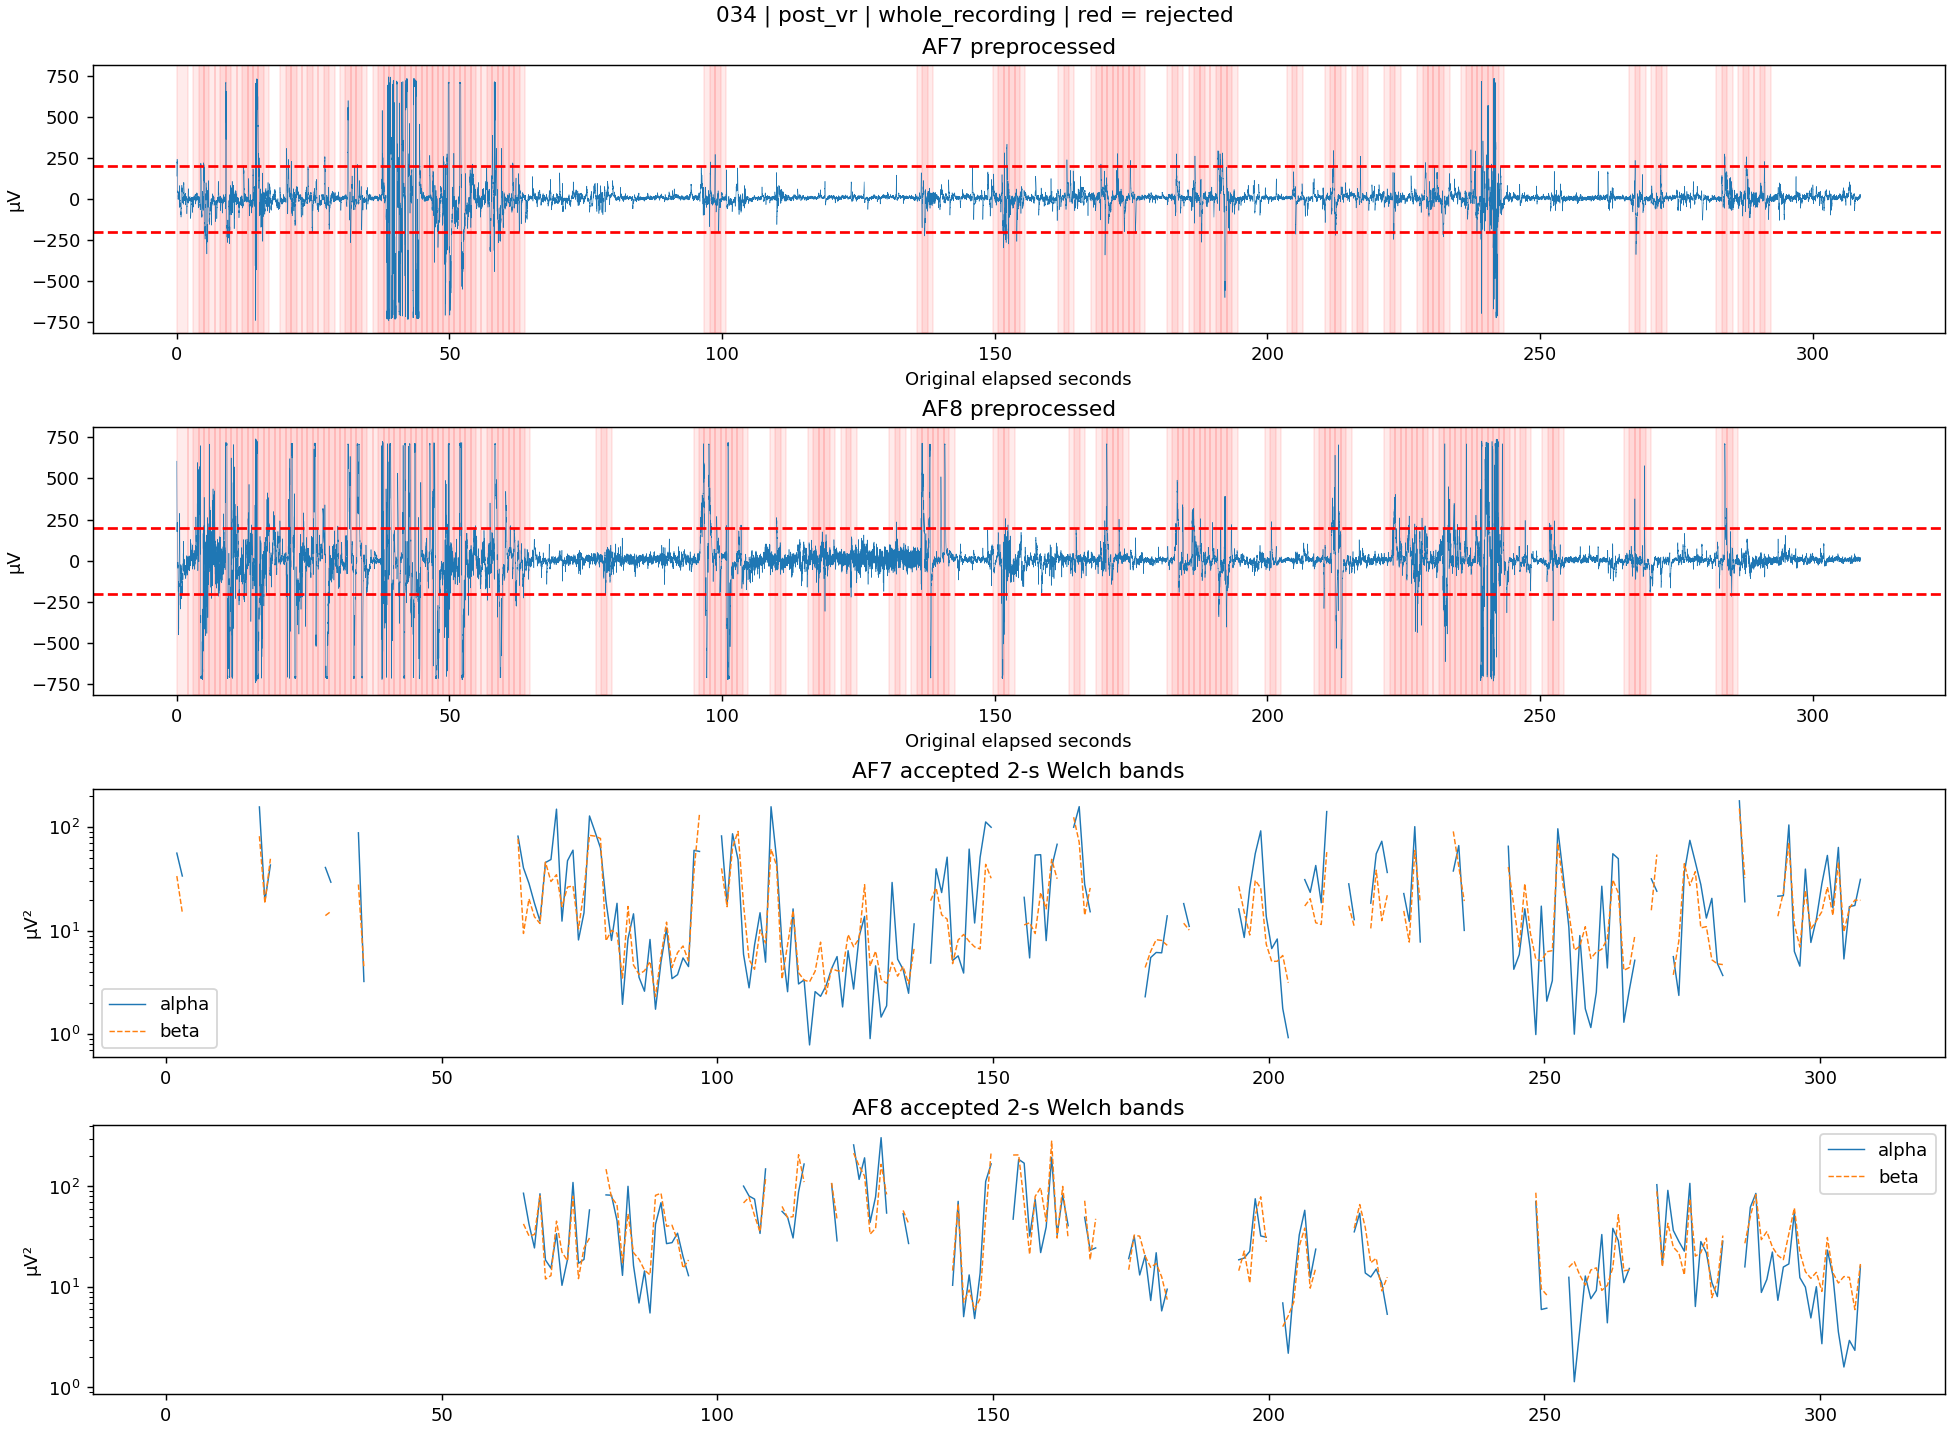 034 | post_vr | whole_recording | red = rejected
AF7 preprocessed
750
500
250
0
−250
−500
−750
µV
0 50 100 150 200 250 300
Original elapsed seconds
AF8 preprocessed
750
500
250
0
−250
−500
−750
µV
0 50 100 150 200 250 300
Original elapsed seconds
AF7 accepted 2-s Welch bands
10²
10¹
10⁰
µV²
alpha
beta
0 50 100 150 200 250 300
AF8 accepted 2-s Welch bands
10²
10¹
10⁰
µV²
alpha
beta
0 50 100 150 200 250 300